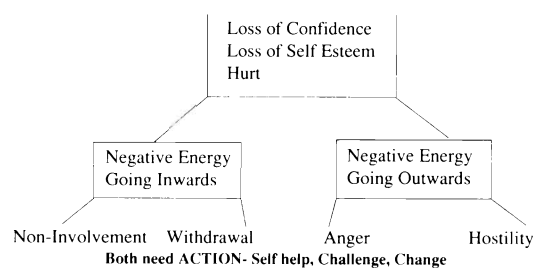 Loss of Confidence
Loss of Self Esteem
Hurt
Negative Energy
Going Inwards
Negative Energy
Going Outwards
Non-Involvement Withdrawal Anger Hostility
Both need ACTION- Self help, Challenge, Change